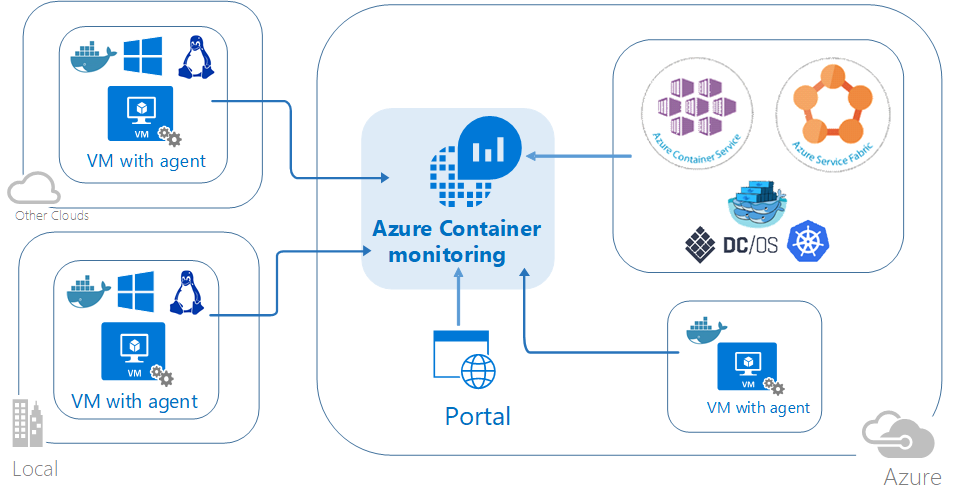 VM
VM with agent
Other Clouds
VM
VM with agent
Local
Azure Container
monitoring
Portal
Azure Container Service
Azure Service Fabric
DC/OS
VM
VM with agent
Azure